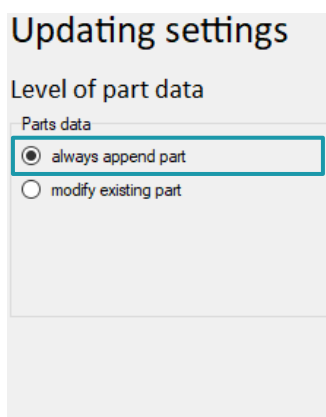 Updating settings
Level of part data
Parts data
always append part
modify existing part